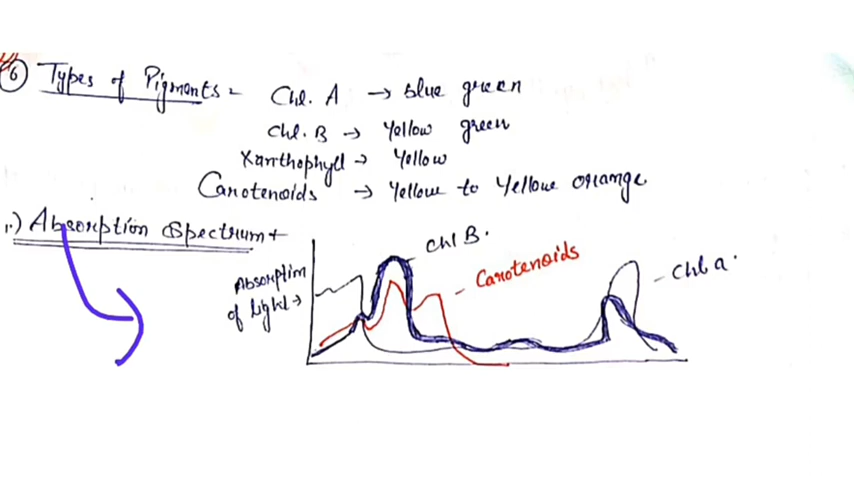 6 Types of Pigments - Chl. A → blue green
Chl. B → Yellow green
Xanthophyll → Yellow
Carotenoids → Yellow to Yellow orange
Absorption Spectrum
Chl B.
Carotenoids
Chl a.
Absorption
of light →